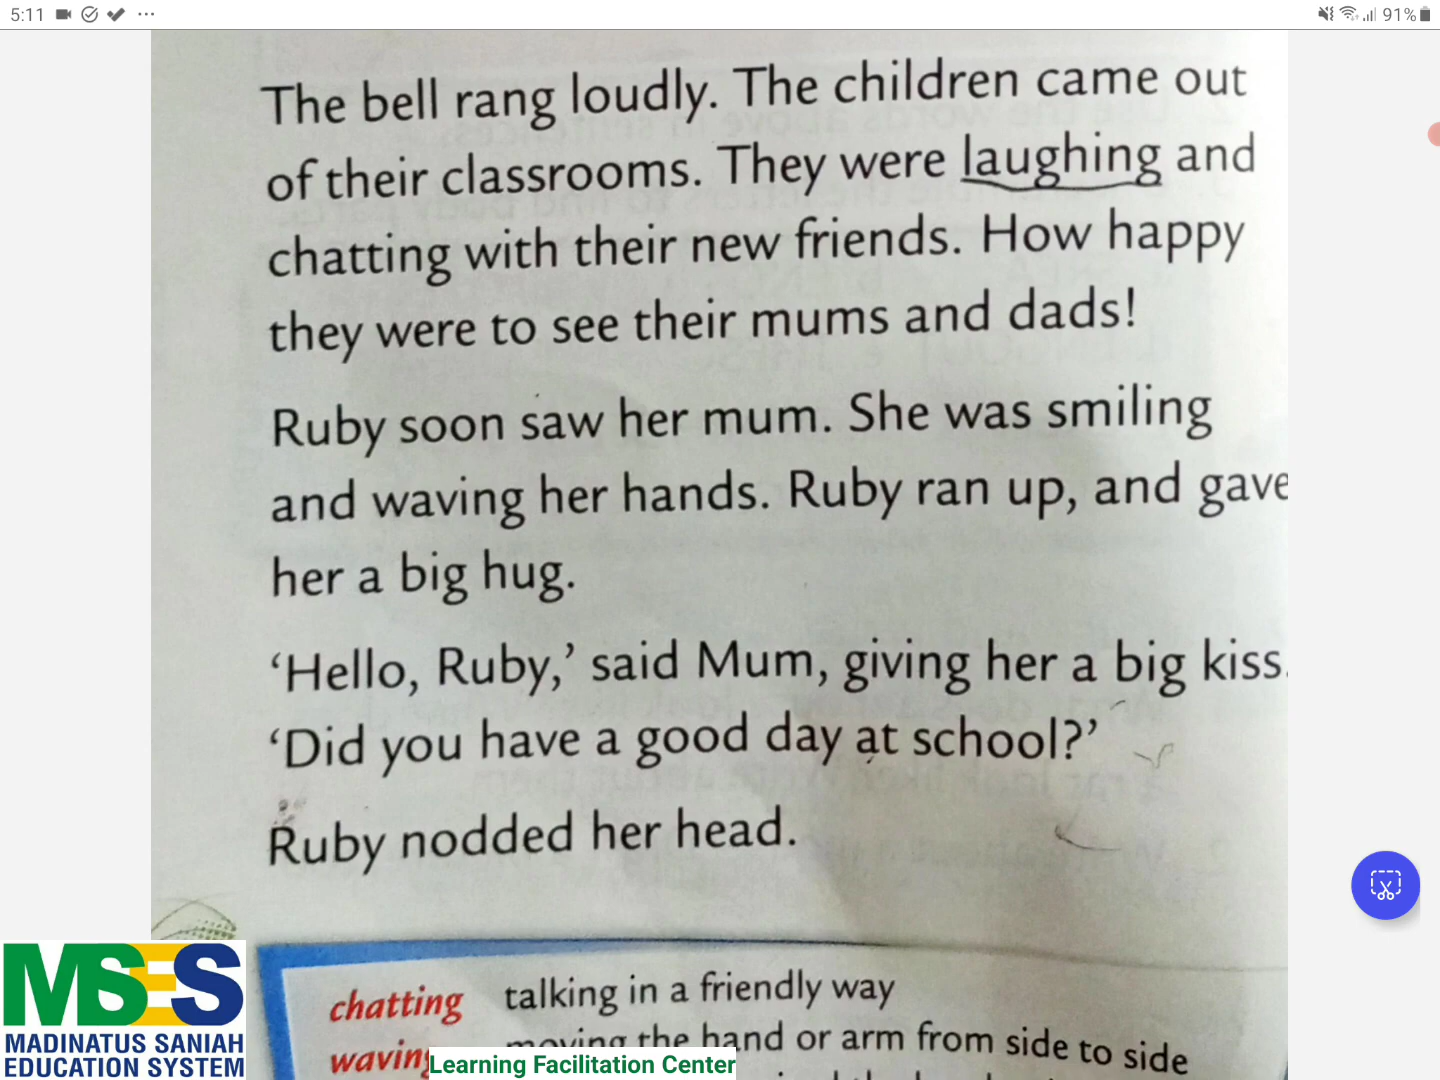 5:11
91%
The bell rang loudly. The children came out
of their classrooms. They were laughing and
chatting with their new friends. How happy
they were to see their mums and dads!
Ruby soon saw her mum. She was smiling
and waving her hands. Ruby ran up, and gave
her a big hug.
‘Hello, Ruby,’ said Mum, giving her a big kiss.
‘Did you have a good day at school?’
Ruby nodded her head.
chatting talking in a friendly way
waving moving the hand or arm from side to side
MSES
MADINATUS SANIAH
EDUCATION SYSTEM
Learning Facilitation Center